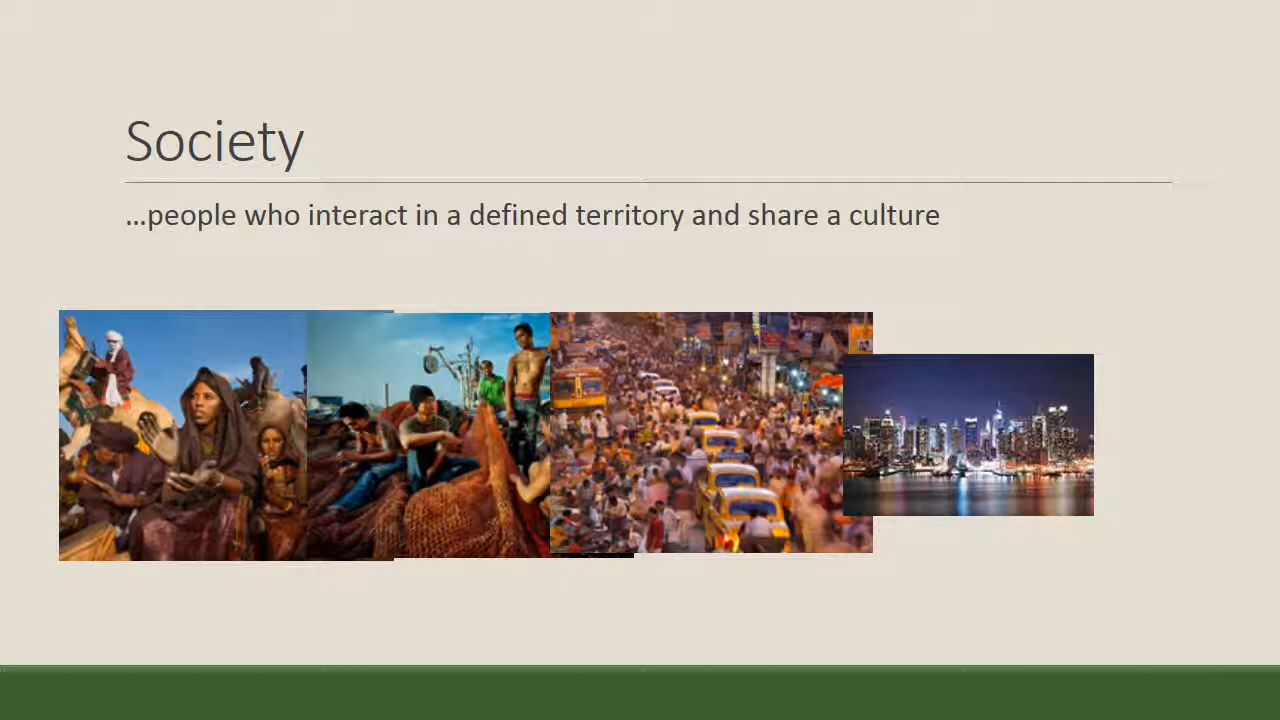 Society
...people who interact in a defined territory and share a culture